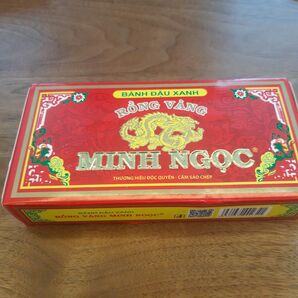 BÁNH ĐẬU XANH
RỒNG VÀNG
MINH NGỌC®
THƯƠNG HIỆU ĐỘC QUYỀN - CẤM SAO CHÉP
BÁNH ĐẬU XANH
RỒNG VÀNG MINH NGỌC®